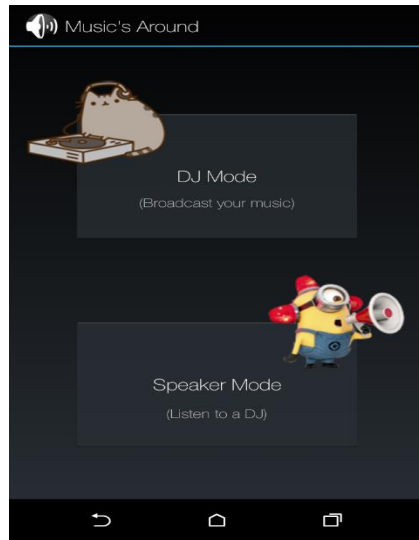 Music's Around
DJ Mode
(Broadcast your music)
Speaker Mode
(Listen to a DJ)